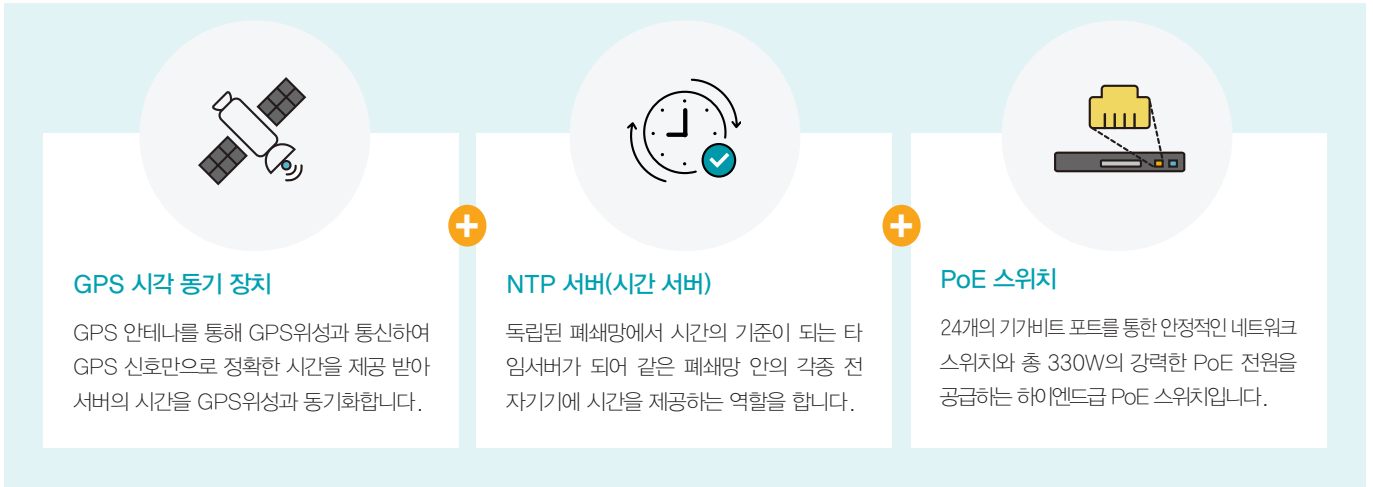 GPS 시각 동기 장치
GPS 안테나를 통해 GPS위성과 통신하여
GPS 신호만으로 정확한 시간을 제공 받아
서버의 시간을 GPS위성과 동기화합니다.
NTP 서버(시간 서버)
독립된 폐쇄망에서 시간의 기준이 되는 타
임서버가 되어 같은 폐쇄망 안의 각종 전
자기기에 시간을 제공하는 역할을 합니다.
PoE 스위치
24개의 기가비트 포트를 통한 안정적인 네트워크
스위치와 총 330W의 강력한 PoE 전원을
공급하는 하이엔드급 PoE 스위치입니다.